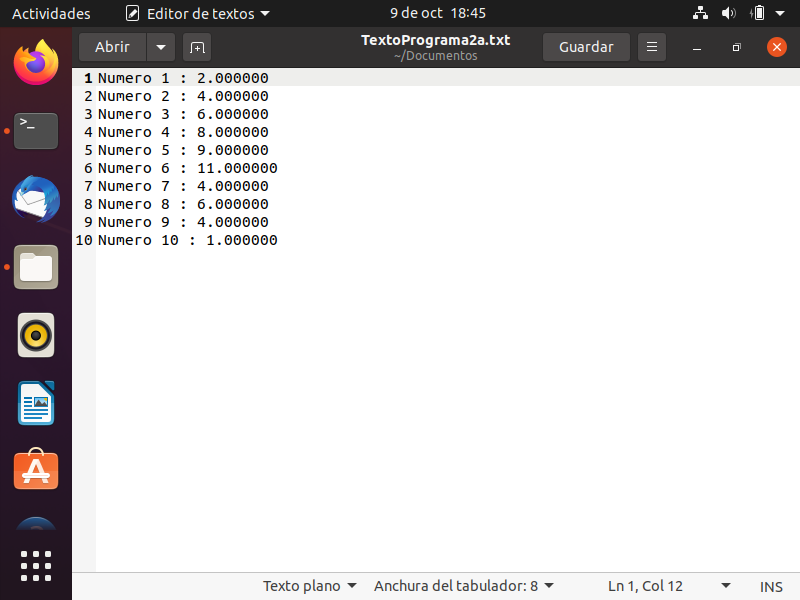 Actividades Editor de textos 9 de oct 18:45
Abrir TextoPrograma2a.txt Guardar
~/Documentos
1 Numero 1 : 2.000000
2 Numero 2 : 4.000000
3 Numero 3 : 6.000000
4 Numero 4 : 8.000000
5 Numero 5 : 9.000000
6 Numero 6 : 11.000000
7 Numero 7 : 4.000000
8 Numero 8 : 6.000000
9 Numero 9 : 4.000000
10 Numero 10 : 1.000000
Texto plano Anchura del tabulador: 8 Ln 1, Col 12 INS